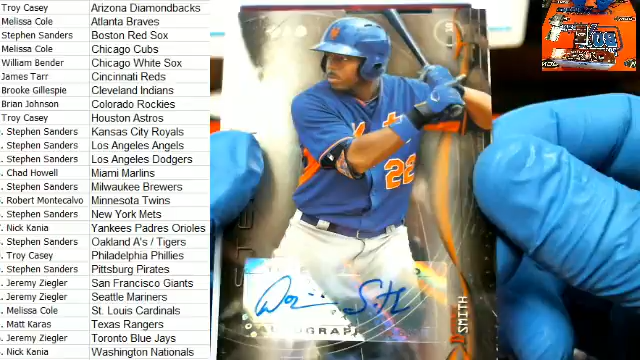 Troy Casey Arizona Diamondbacks
Melissa Cole Atlanta Braves
Stephen Sanders Boston Red Sox
Melissa Cole Chicago Cubs
William Bender Chicago White Sox
James Tarr Cincinnati Reds
Brooke Gillespie Cleveland Indians
Brian Johnson Colorado Rockies
Troy Casey Houston Astros
Stephen Sanders Kansas City Royals
Stephen Sanders Los Angeles Angels
Stephen Sanders Los Angeles Dodgers
Chad Howell Miami Marlins
Stephen Sanders Milwaukee Brewers
Robert Montecalvo Minnesota Twins
Stephen Sanders New York Mets
Nick Kania Yankees Padres Orioles
Stephen Sanders Oakland A's / Tigers
Troy Casey Philadelphia Phillies
Stephen Sanders Pittsburg Pirates
Jeremy Ziegler San Francisco Giants
Jeremy Ziegler Seattle Mariners
Melissa Cole St. Louis Cardinals
Matt Karas Texas Rangers
Jeremy Ziegler Toronto Blue Jays
Nick Kania Washington Nationals
22
SMITH
AUTOGRAPH